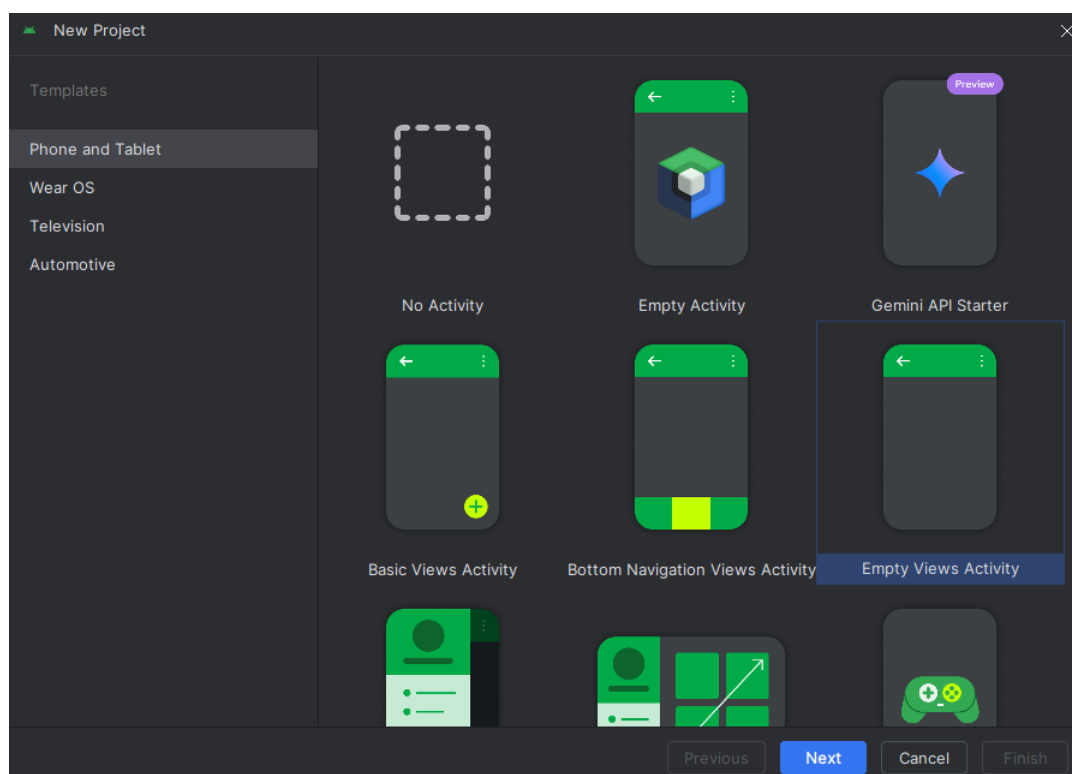 New Project
Templates
Phone and Tablet
Wear OS
Television
Automotive
Preview
No Activity
Empty Activity
Gemini API Starter
Basic Views Activity
Bottom Navigation Views Activity
Empty Views Activity
Previous
Next
Cancel
Finish